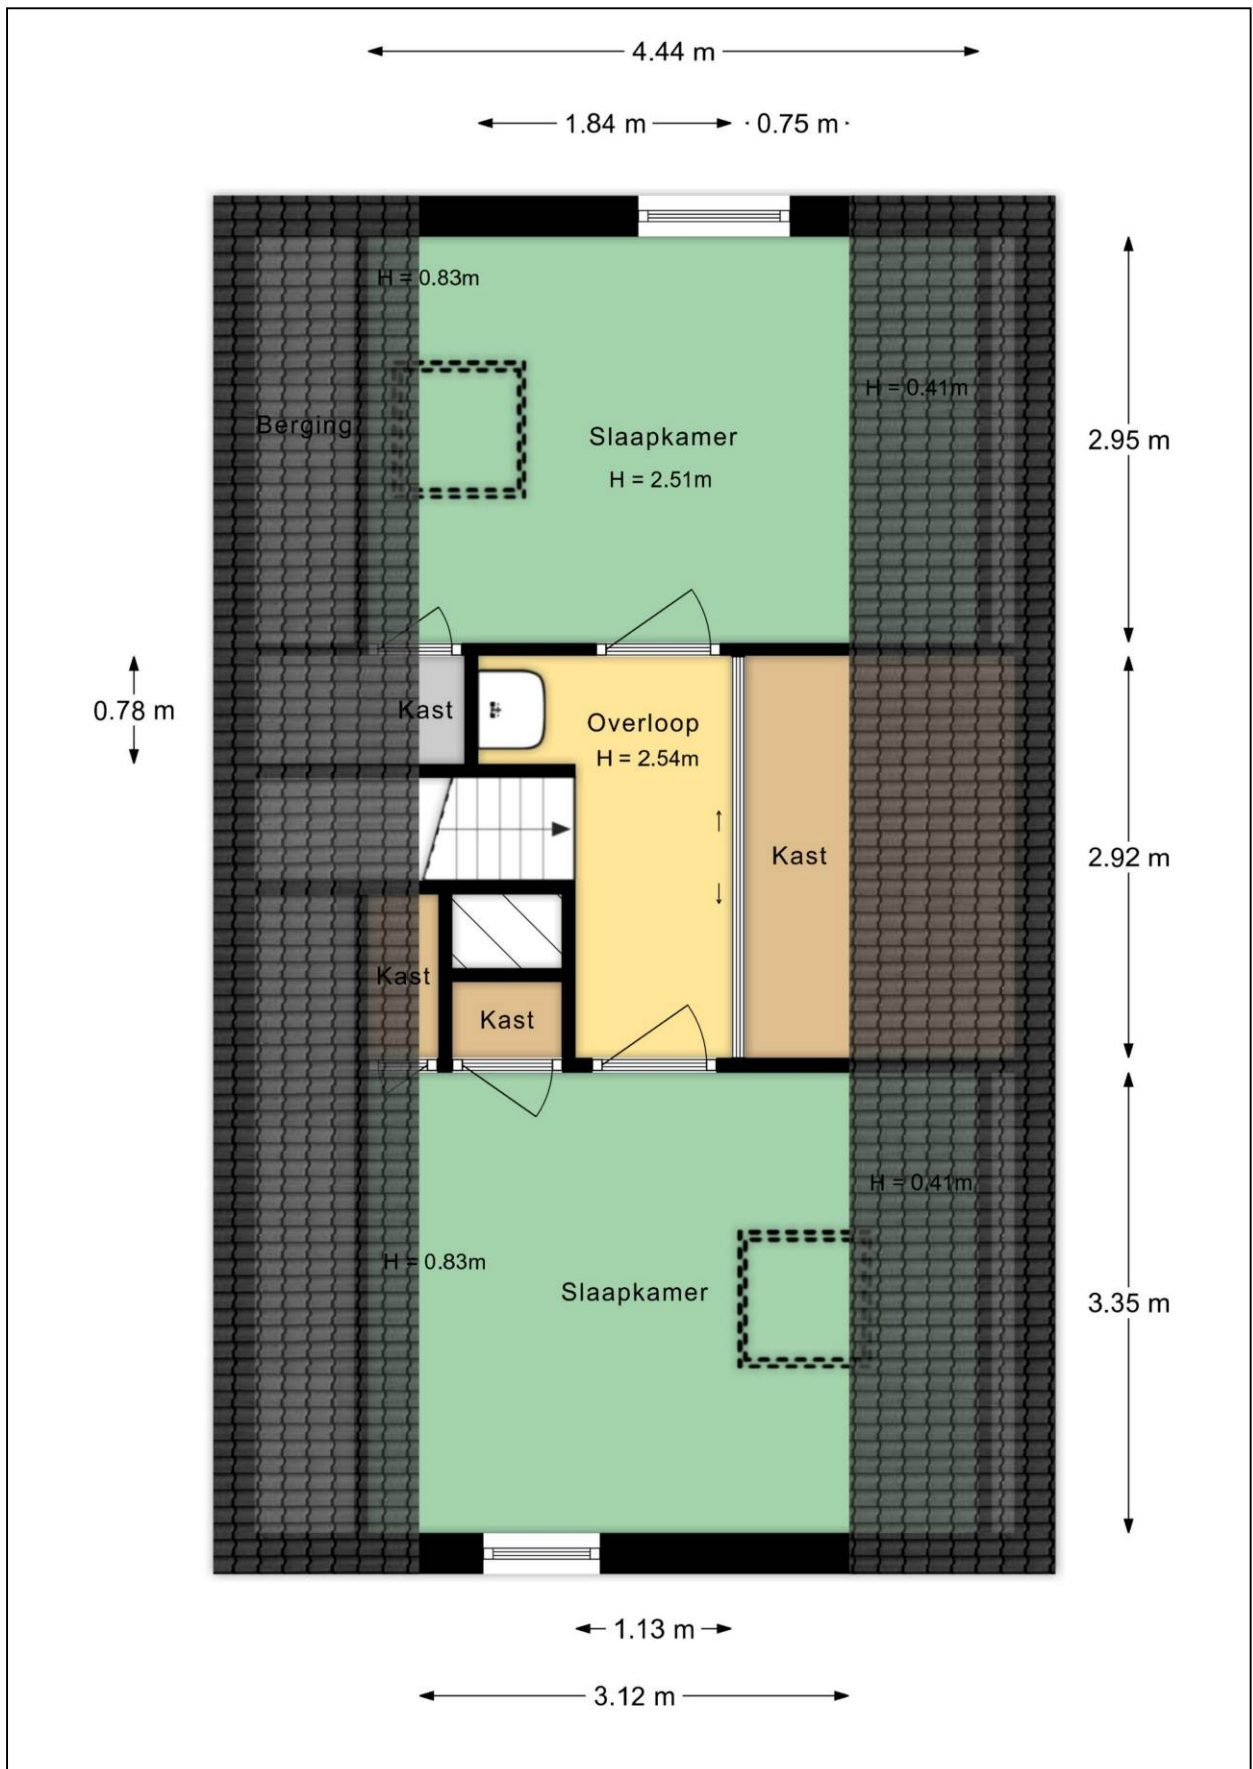 4.44 m
1.84 m
0.75 m
H = 0.83m
H = 0.41m
Berging
Slaapkamer
H = 2.51m
2.95 m
0.78 m
Kast
Overloop
H = 2.54m
Kast
2.92 m
Kast
Kast
H = 0.41m
H = 0.83m
Slaapkamer
3.35 m
1.13 m
3.12 m